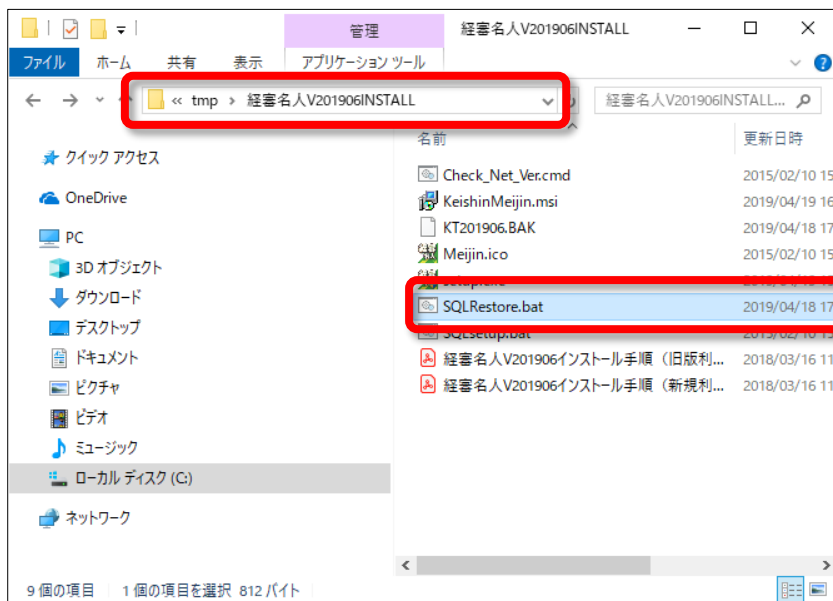 管理
経審名人V201906INSTALL
ファイル ホーム 共有 表示 アプリケーション ツール
« tmp › 経審名人V201906INSTALL
経審名人V201906INSTALL...
名前 更新日時
クイック アクセス
OneDrive
PC
3D オブジェクト
ダウンロード
デスクトップ
ドキュメント
ピクチャ
ビデオ
ミュージック
ローカル ディスク (C:)
ネットワーク
Check_Net_Ver.cmd 2015/02/10 15
KeishinMeijin.msi 2019/04/19 16
KT201906.BAK 2019/04/18 17
Meijin.ico 2015/02/10 15
SQLRestore.bat 2019/04/18 17
SQLsetup.bat
経審名人V201906インストール手順（旧版利... 2018/03/16 11
経審名人V201906インストール手順（新規利... 2018/03/16 11
9 個の項目 1 個の項目を選択 812 バイト